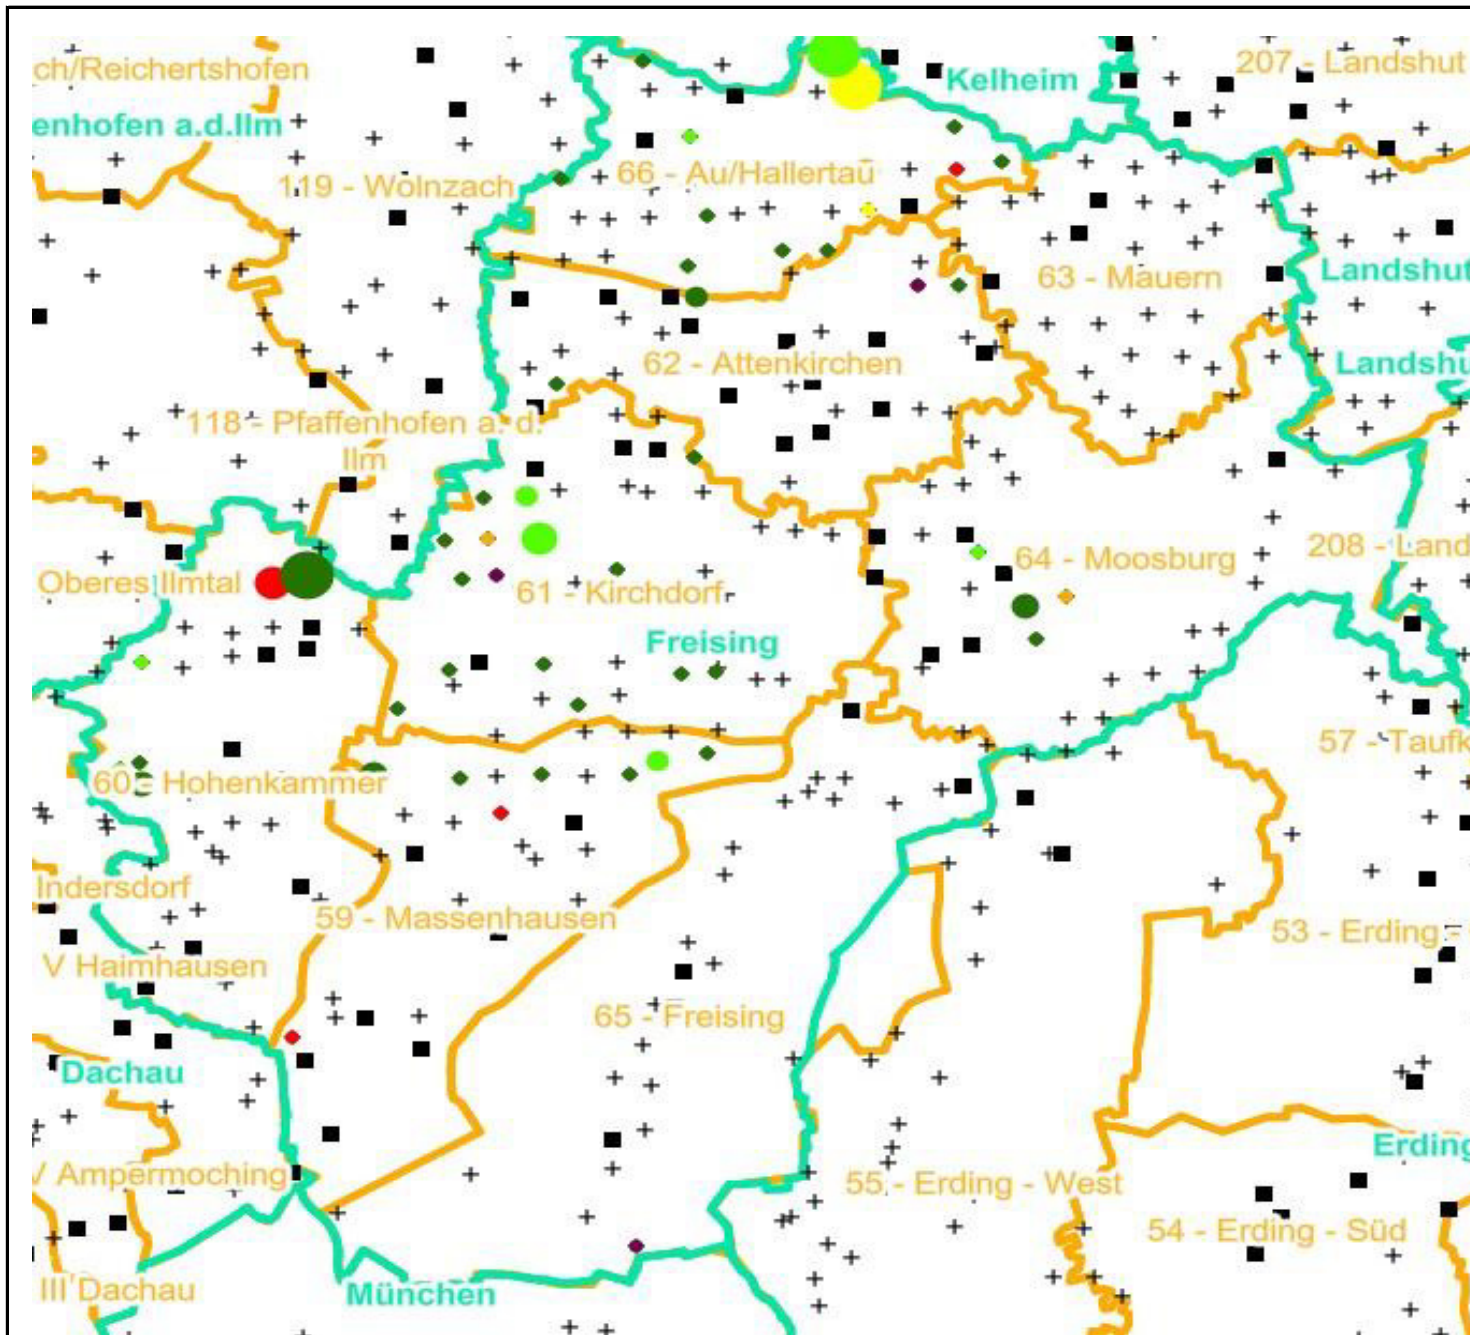 207 - Landshut
ch/Reichertshofen
Kelheim
enhofen a.d.Ilm
66 - Au/Hallertau
119 - Wolnzach
63 - Mauern
Landshut
62 - Attenkirchen
Landshu
118 - Pfaffenhofen a. d.
Ilm
208 - Land
64 - Moosburg
Oberes Ilmtal
61 - Kirchdorf
Freising
57 - Taufk
60 - Hohenkammer
Indersdorf
59 - Massenhausen
53 - Erding -
V Haimhausen
65 - Freising
Dachau
Erding
V Ampermoching
55 - Erding - West
54 - Erding - Süd
III Dachau
München